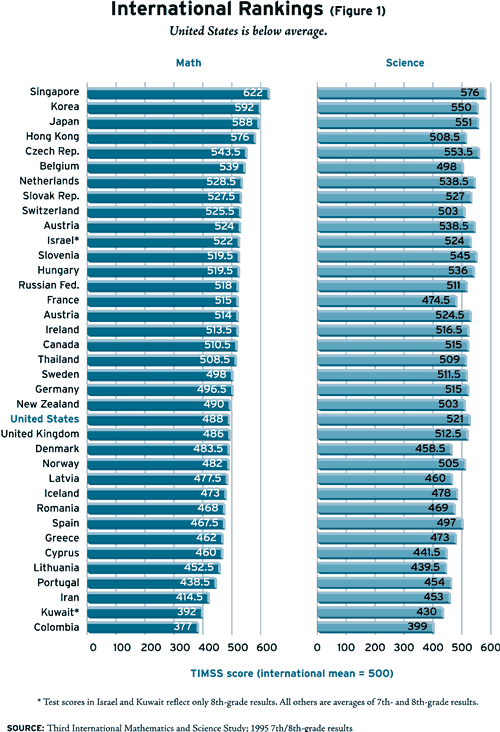 International Rankings (Figure 1)
United States is below average.
Math Science
Singapore 622 576
Korea 592 550
Japan 588 551
Hong Kong 576 508.5
Czech Rep. 543.5 553.5
Belgium 539 498
Netherlands 528.5 538.5
Slovak Rep. 527.5 527
Switzerland 525.5 503
Austria 524 538.5
Israel* 522 524
Slovenia 519.5 545
Hungary 519.5 536
Russian Fed. 518 511
France 515 474.5
Austria 514 524.5
Ireland 513.5 516.5
Canada 510.5 515
Thailand 508.5 509
Sweden 498 511.5
Germany 496.5 515
New Zealand 490 503
United States 488 521
United Kingdom 486 512.5
Denmark 483.5 458.5
Norway 482 505
Latvia 477.5 460
Iceland 473 478
Romania 468 469
Spain 467.5 497
Greece 462 473
Cyprus 460 441.5
Lithuania 452.5 439.5
Portugal 438.5 454
Iran 414.5 453
Kuwait* 392 430
Colombia 377 399
0 100 200 300 400 500 600 0 100 200 300 400 500 600
TIMSS score (international mean = 500)
* Test scores in Israel and Kuwait reflect only 8th-grade results. All others are averages of 7th- and 8th-grade results.
SOURCE: Third International Mathematics and Science Study; 1995 7th/8th-grade results